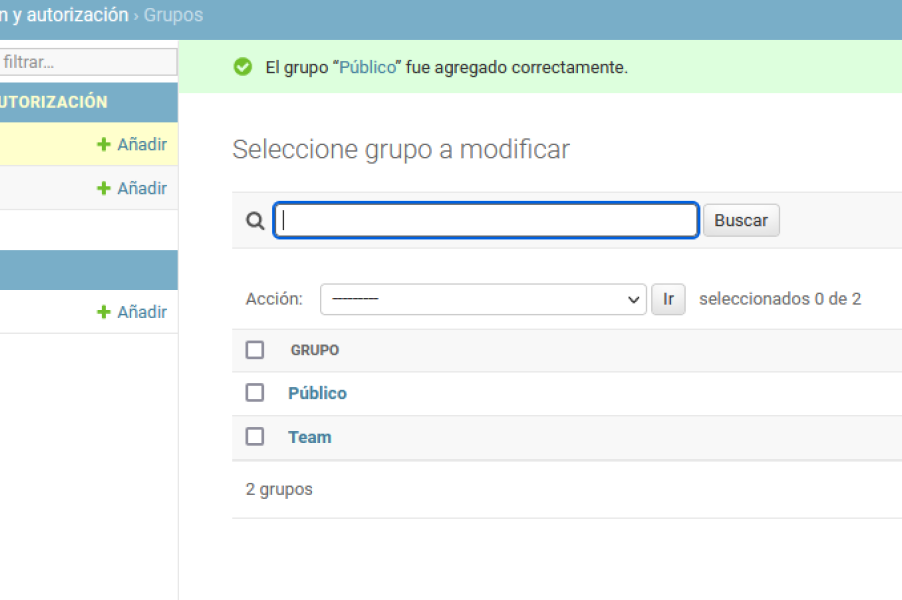 n y autorización › Grupos
filtrar...
UTORIZACIÓN
Añadir
Añadir
Añadir
El grupo “Público” fue agregado correctamente.
Seleccione grupo a modificar
Buscar
Acción: --------- Ir seleccionados 0 de 2
GRUPO
Público
Team
2 grupos